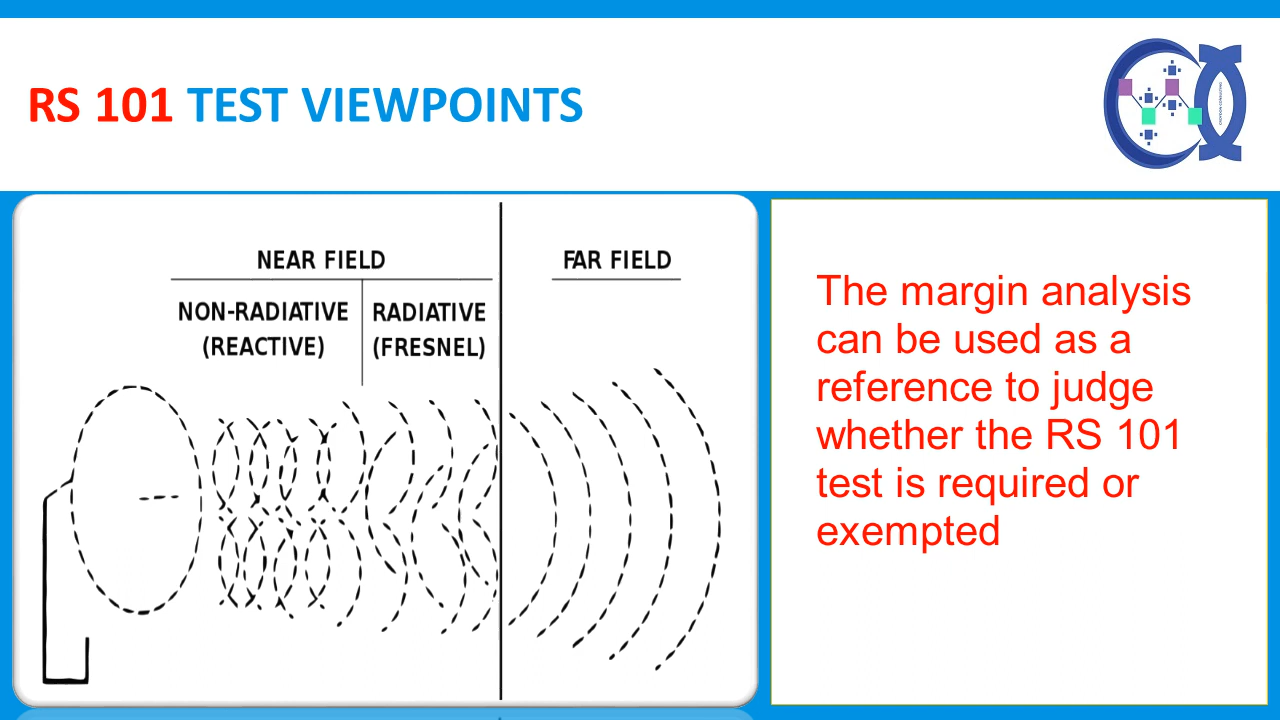 RS 101 TEST VIEWPOINTS
NEAR FIELD
FAR FIELD
NON-RADIATIVE
(REACTIVE)
RADIATIVE
(FRESNEL)
The margin analysis
can be used as a
reference to judge
whether the RS 101
test is required or
exempted